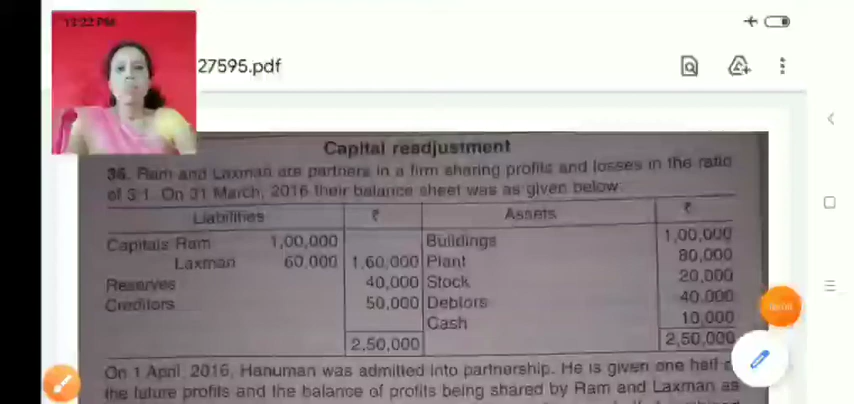 13:22 PM
27595.pdf
Capital readjustment
36. Ram and Laxman are partners in a firm sharing profits and losses in the ratio
of 3:1. On 31 March, 2016 their balance sheet was as given below
Liabilities ₹ Assets ₹
Capitals Ram 1,00,000 Buildings 1,00,000
Laxman 60,000 1,60,000 Plant 80,000
Reserves 40,000 Stock 20,000
Creditors 50,000 Debtors 40,000
Cash 10,000
2,50,000 2,50,000
On 1 April, 2016, Hanuman was admitted into partnership. He is given one half
the future profits and the balance of profits being shared by Ram and Laxman as